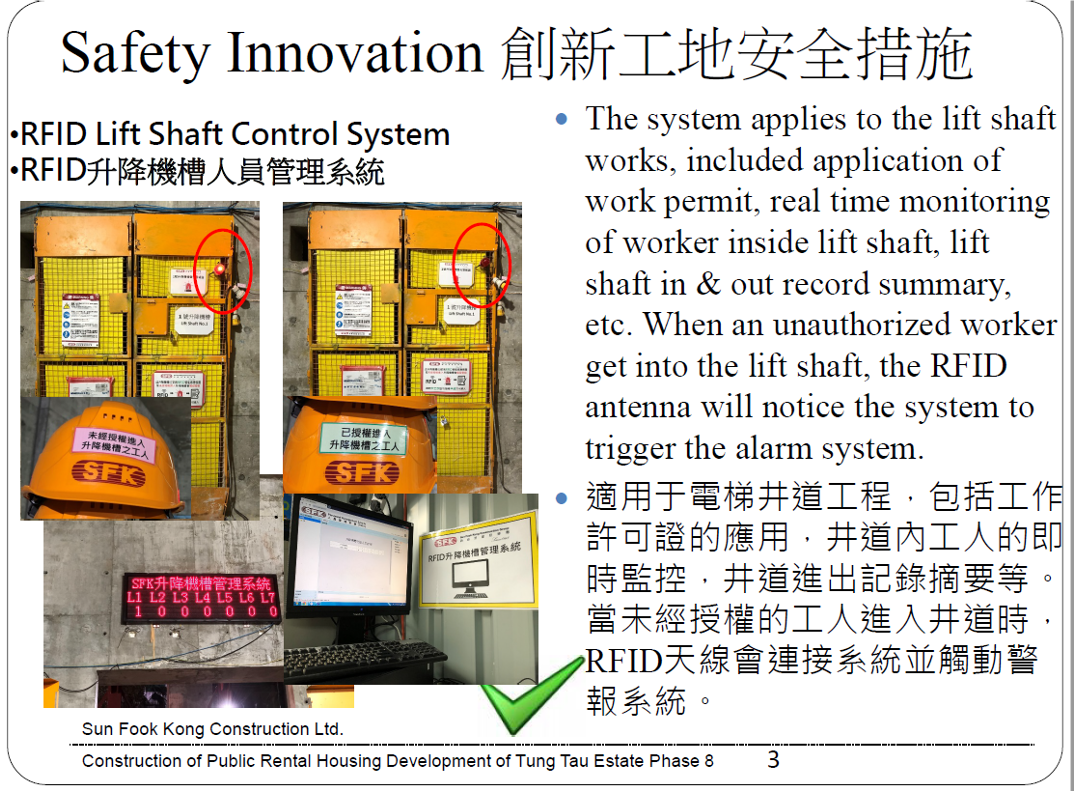 Safety Innovation 創新工地安全措施
•RFID Lift Shaft Control System
•RFID升降機槽人員管理系統
1 號升降機槽
Lift Shaft No.1
未經授權進入
升降機槽之工人
SFK
已授權進入
升降機槽之工人
SFK
SFK升降機槽管理系統
L1 L2 L3 L4 L5 L6 L7
1 0 0 0 0 0 0
SFK
SFK
RFID升降機槽管理系統
• The system applies to the lift shaft
works, included application of
work permit, real time monitoring
of worker inside lift shaft, lift
shaft in & out record summary,
etc. When an unauthorized worker
get into the lift shaft, the RFID
antenna will notice the system to
trigger the alarm system.
• 適用于電梯井道工程，包括工作
許可證的應用，井道內工人的即
時監控，井道進出記錄摘要等。
當未經授權的工人進入井道時，
RFID天線會連接系統並觸動警
報系統。
Sun Fook Kong Construction Ltd.
Construction of Public Rental Housing Development of Tung Tau Estate Phase 8
3